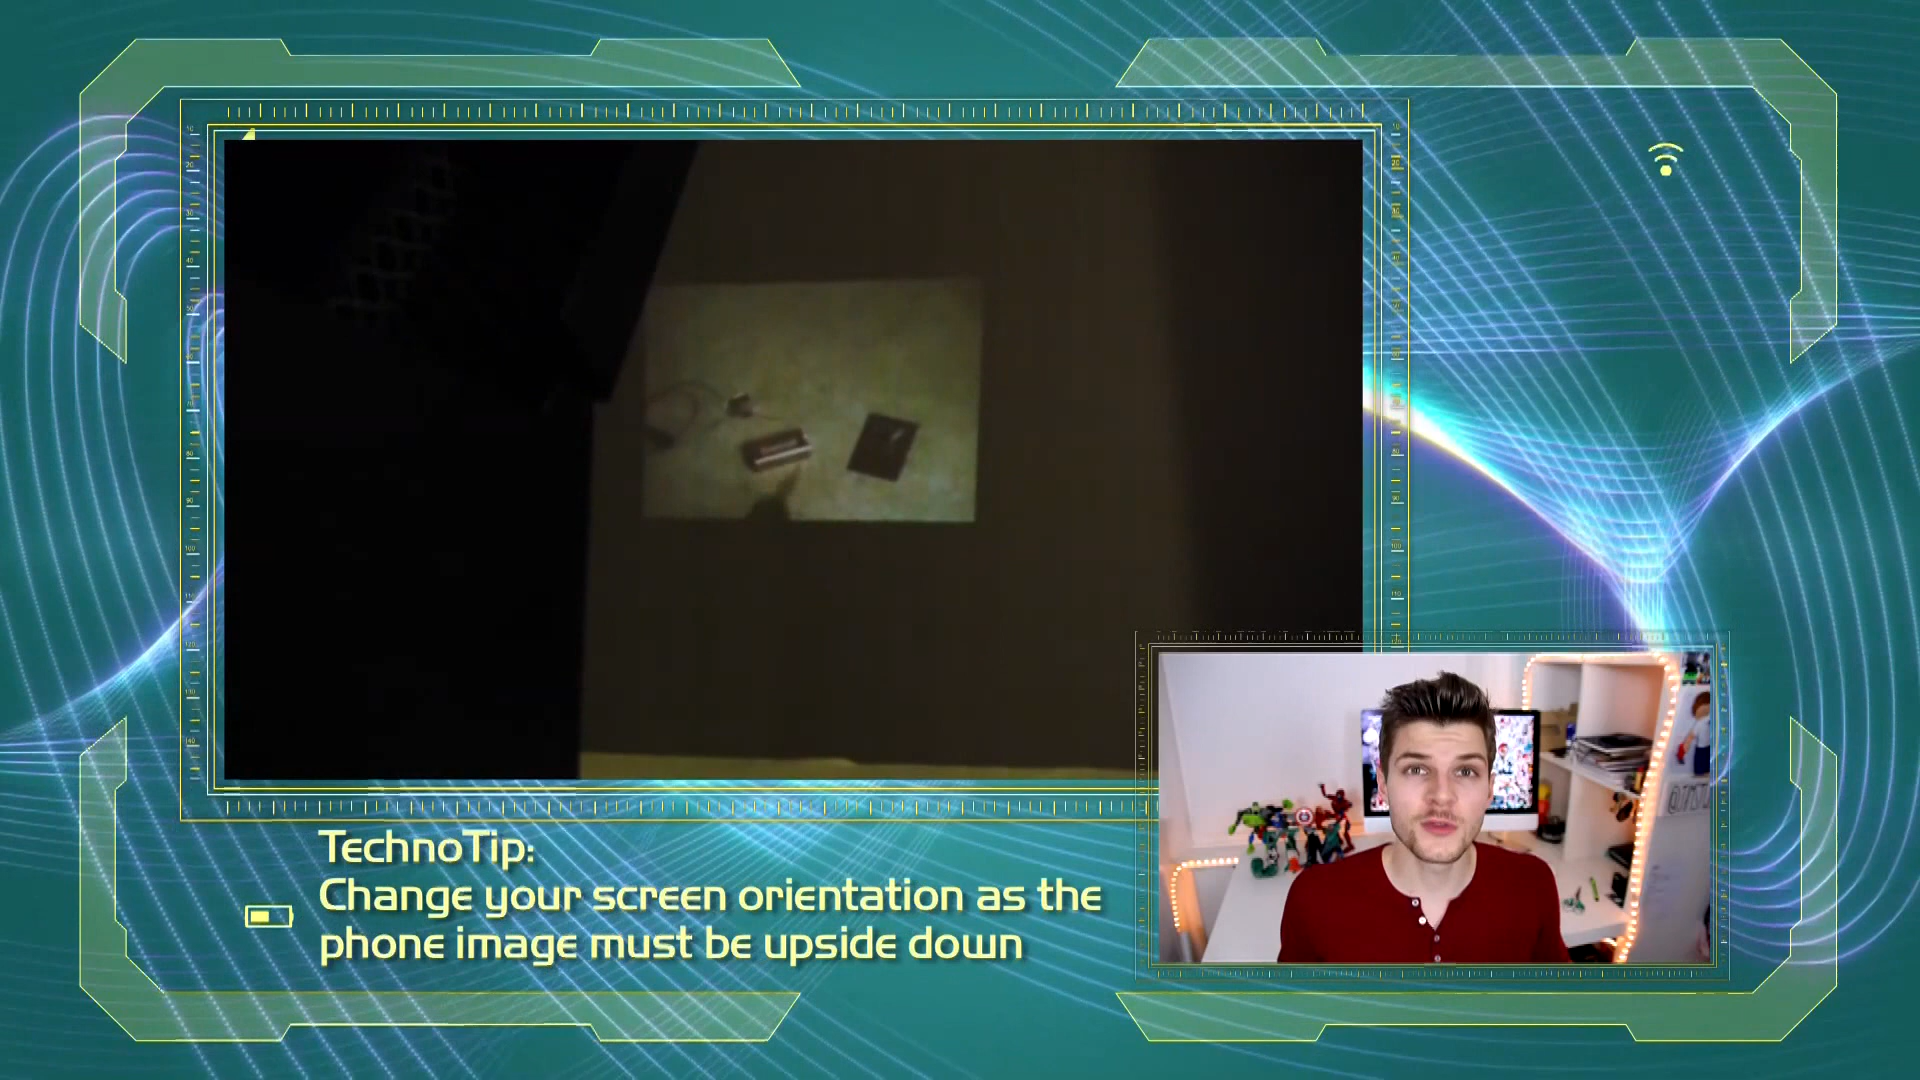 TechnoTip:
Change your screen orientation as the
phone image must be upside down